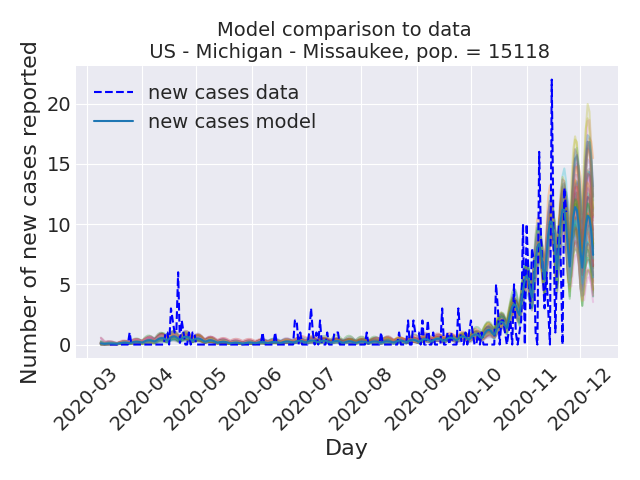 Model comparison to data
US - Michigan - Missaukee, pop. = 15118
Number of new cases reported
20
15
10
5
0
new cases data
new cases model
2020-03
2020-04
2020-05
2020-06
2020-07
2020-08
2020-09
2020-10
2020-11
2020-12
Day